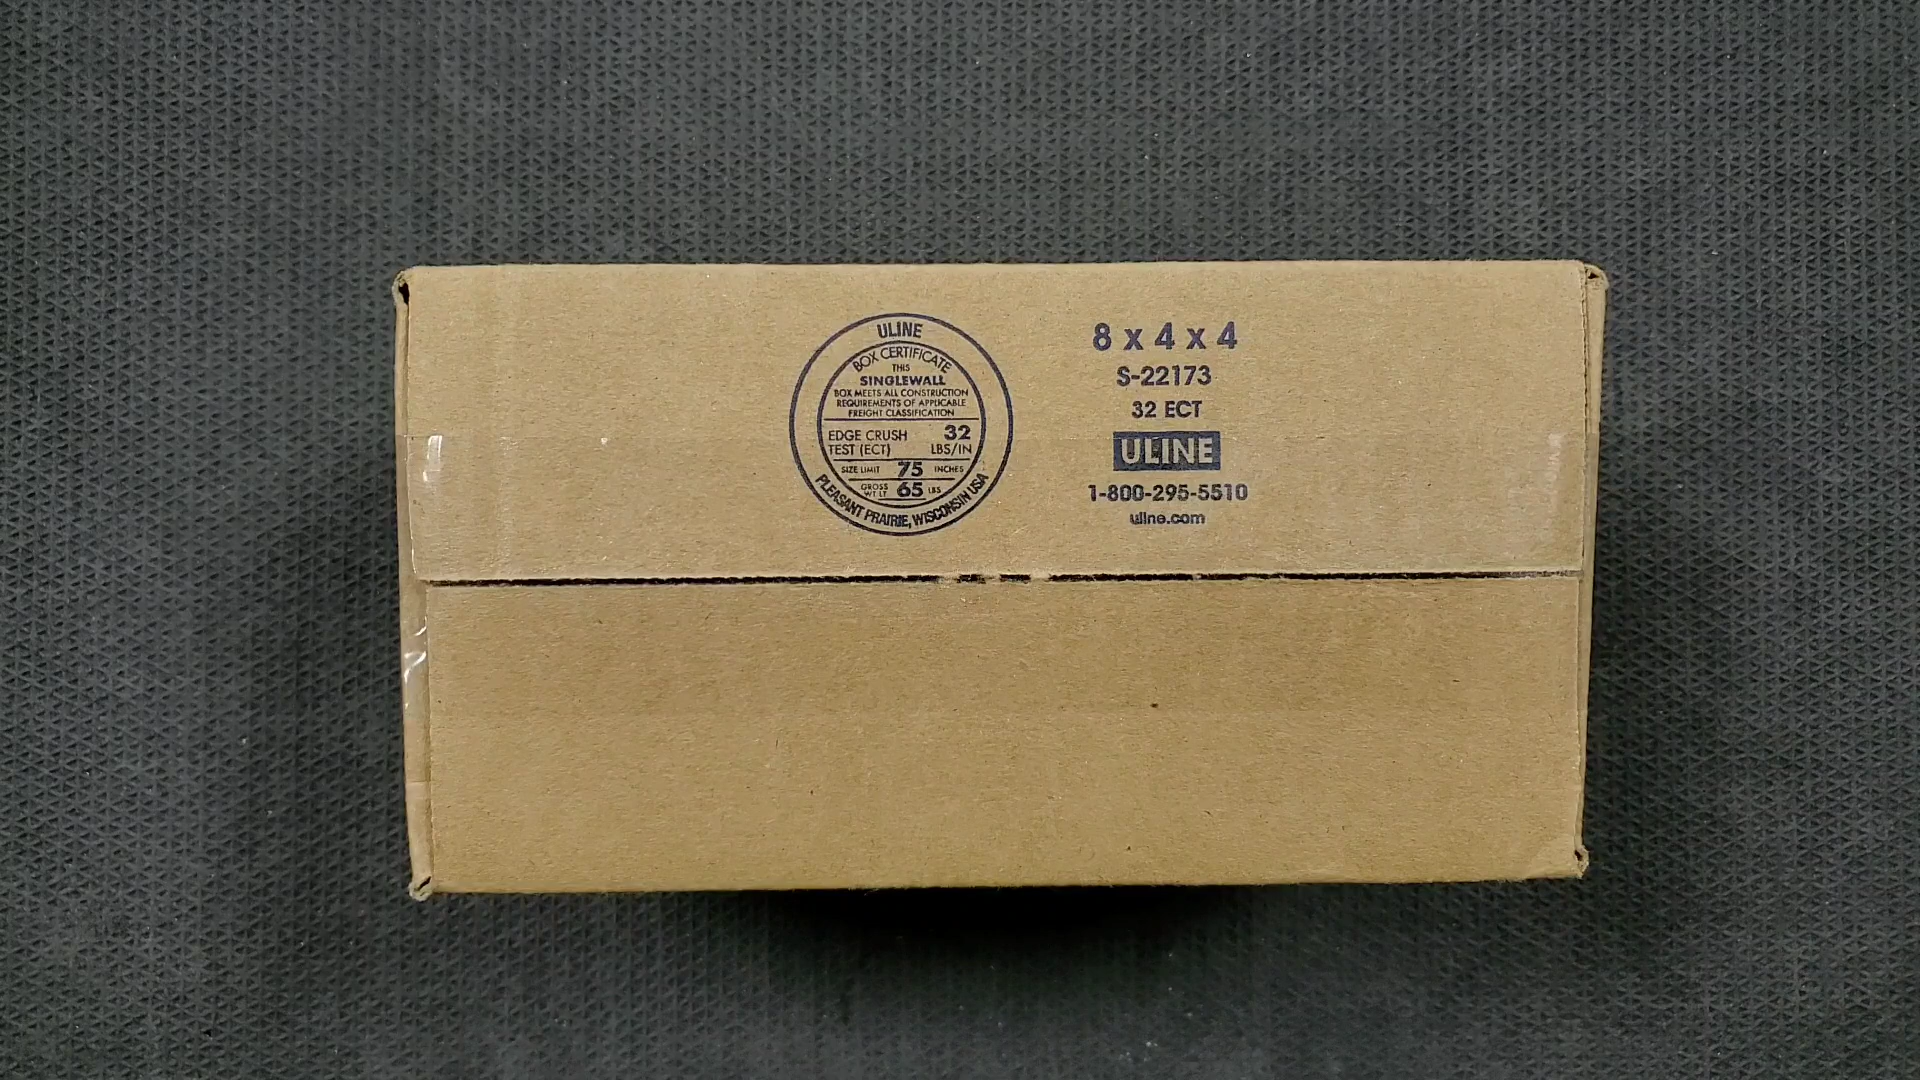 ULINE
BOX CERTIFICATE
THIS
SINGLEWALL
BOX MEETS ALL CONSTRUCTION
REQUIREMENTS OF APPLICABLE
FREIGHT CLASSIFICATION
EDGE CRUSH 32
TEST (ECT) LBS/IN
SIZE LIMIT 75 INCHES
GROSS
WT LT 65 LBS
PLEASANT PRAIRIE, WISCONSIN USA
8 x 4 x 4
S-22173
32 ECT
ULINE
1-800-295-5510
uline.com